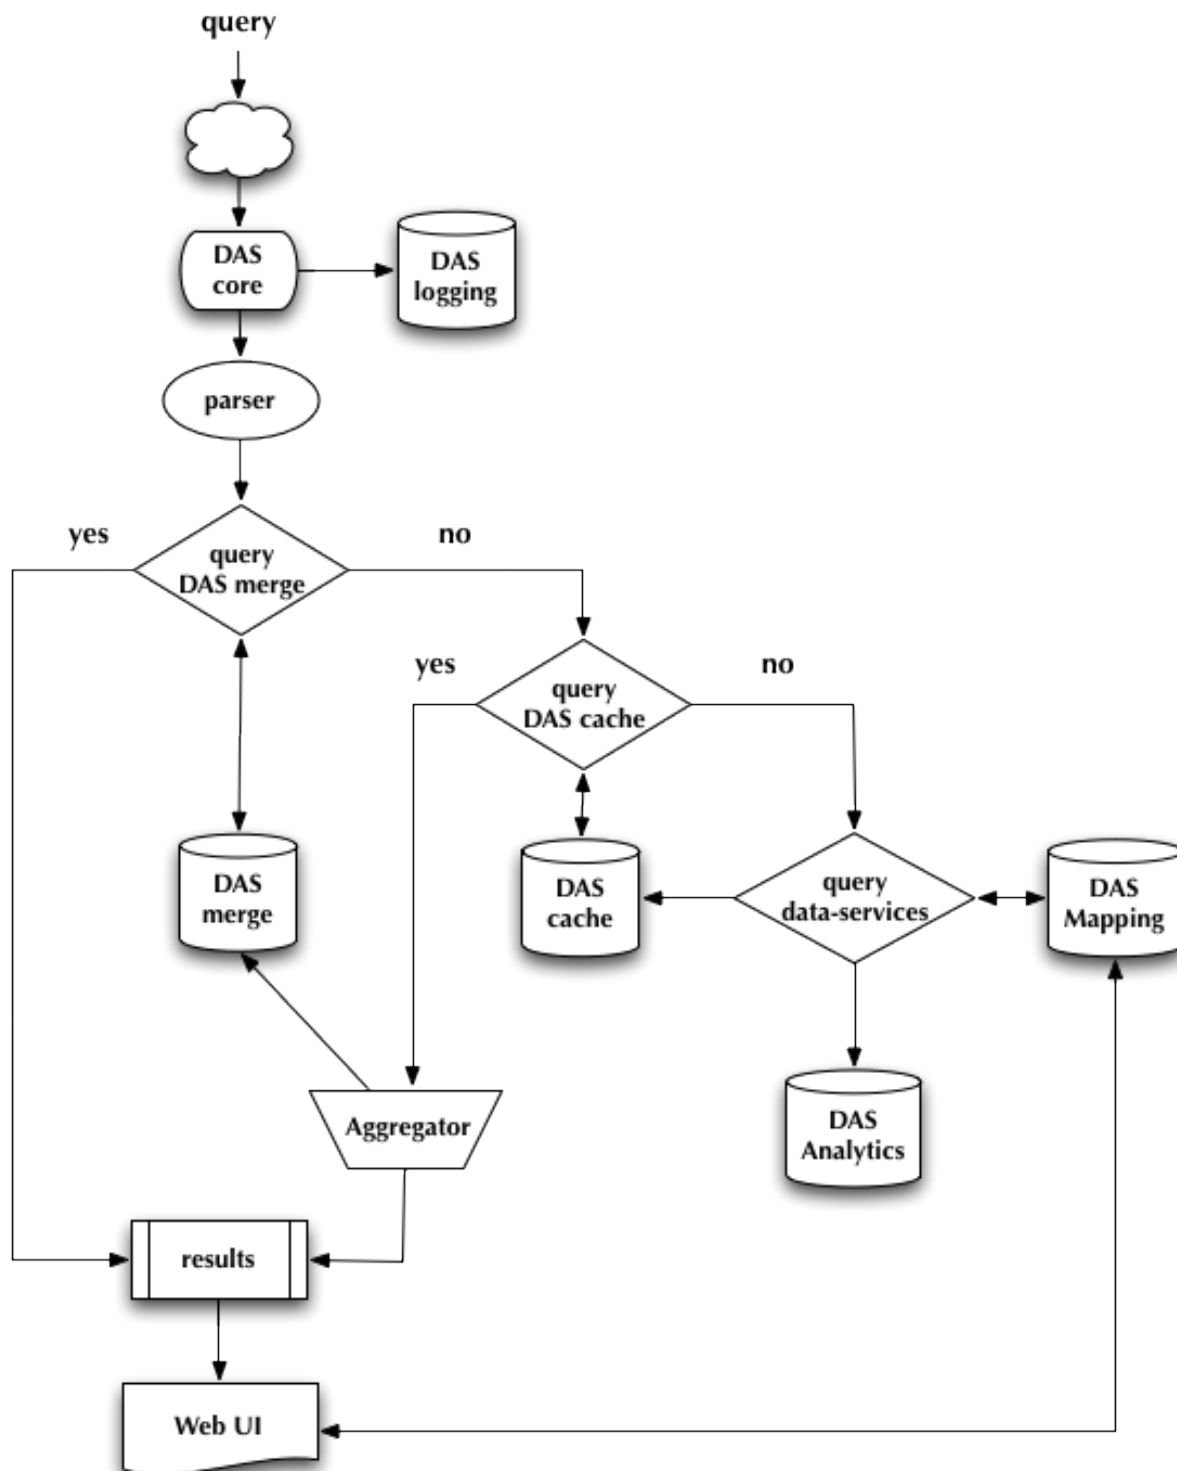 query
DAS
core
DAS
logging
parser
yes
no
query
DAS merge
yes
no
query
DAS cache
DAS
merge
DAS
cache
query
data-services
DAS
Mapping
Aggregator
DAS
Analytics
results
Web UI